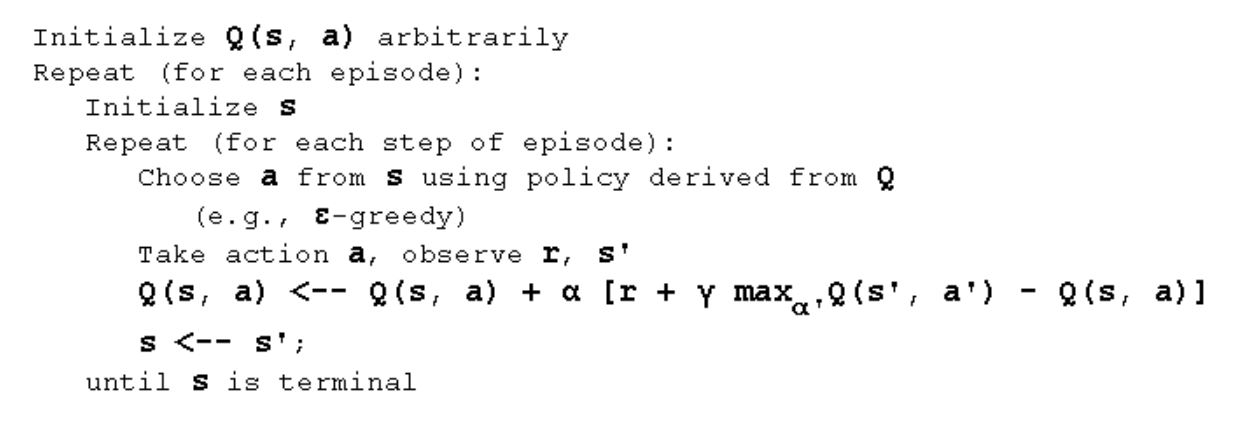 Initialize Q(s, a) arbitrarily
Repeat (for each episode):
Initialize s
Repeat (for each step of episode):
Choose a from s using policy derived from Q
(e.g., ε-greedy)
Take action a, observe r, s'
Q(s, a) <-- Q(s, a) + α [r + γ max_α'Q(s', a') - Q(s, a)]
s <-- s';
until s is terminal